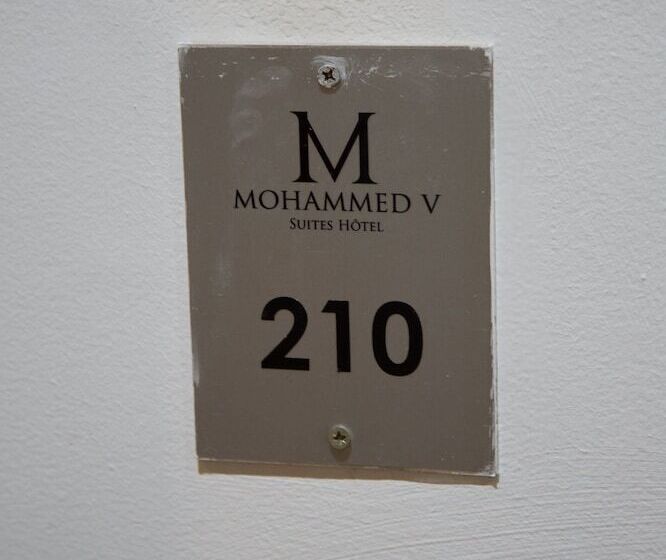 M
MOHAMMED V
SUITES HÔTEL
210